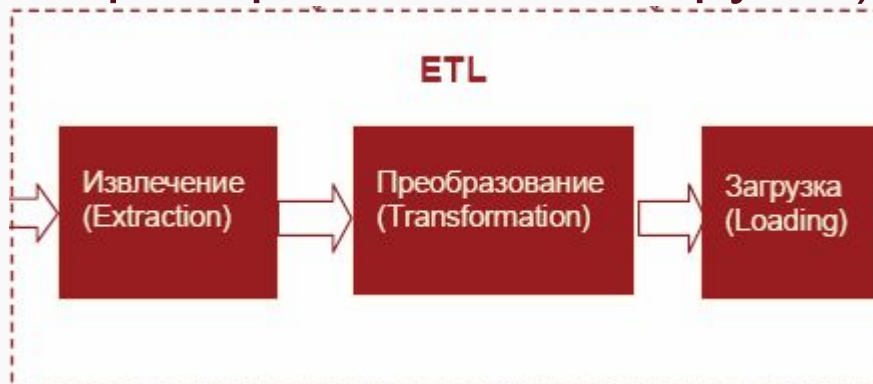 ETL
Извлечение
(Extraction)
Преобразование
(Transformation)
Загрузка
(Loading)